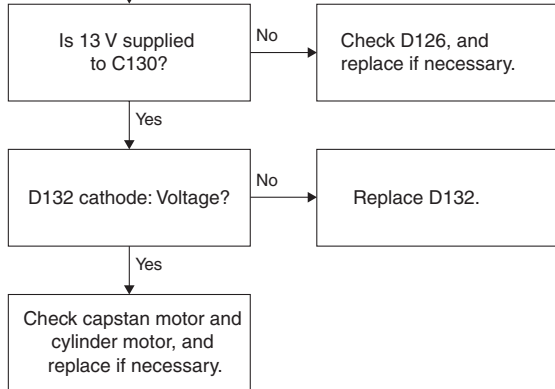 Is 13 V supplied
to C130?
No
Check D126, and
replace if necessary.
Yes
D132 cathode: Voltage?
No
Replace D132.
Yes
Check capstan motor and
cylinder motor, and
replace if necessary.